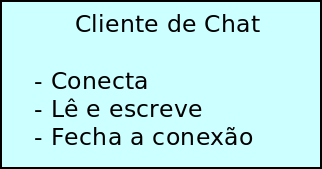 Cliente de Chat
- Conecta
- Lê e escreve
- Fecha a conexão